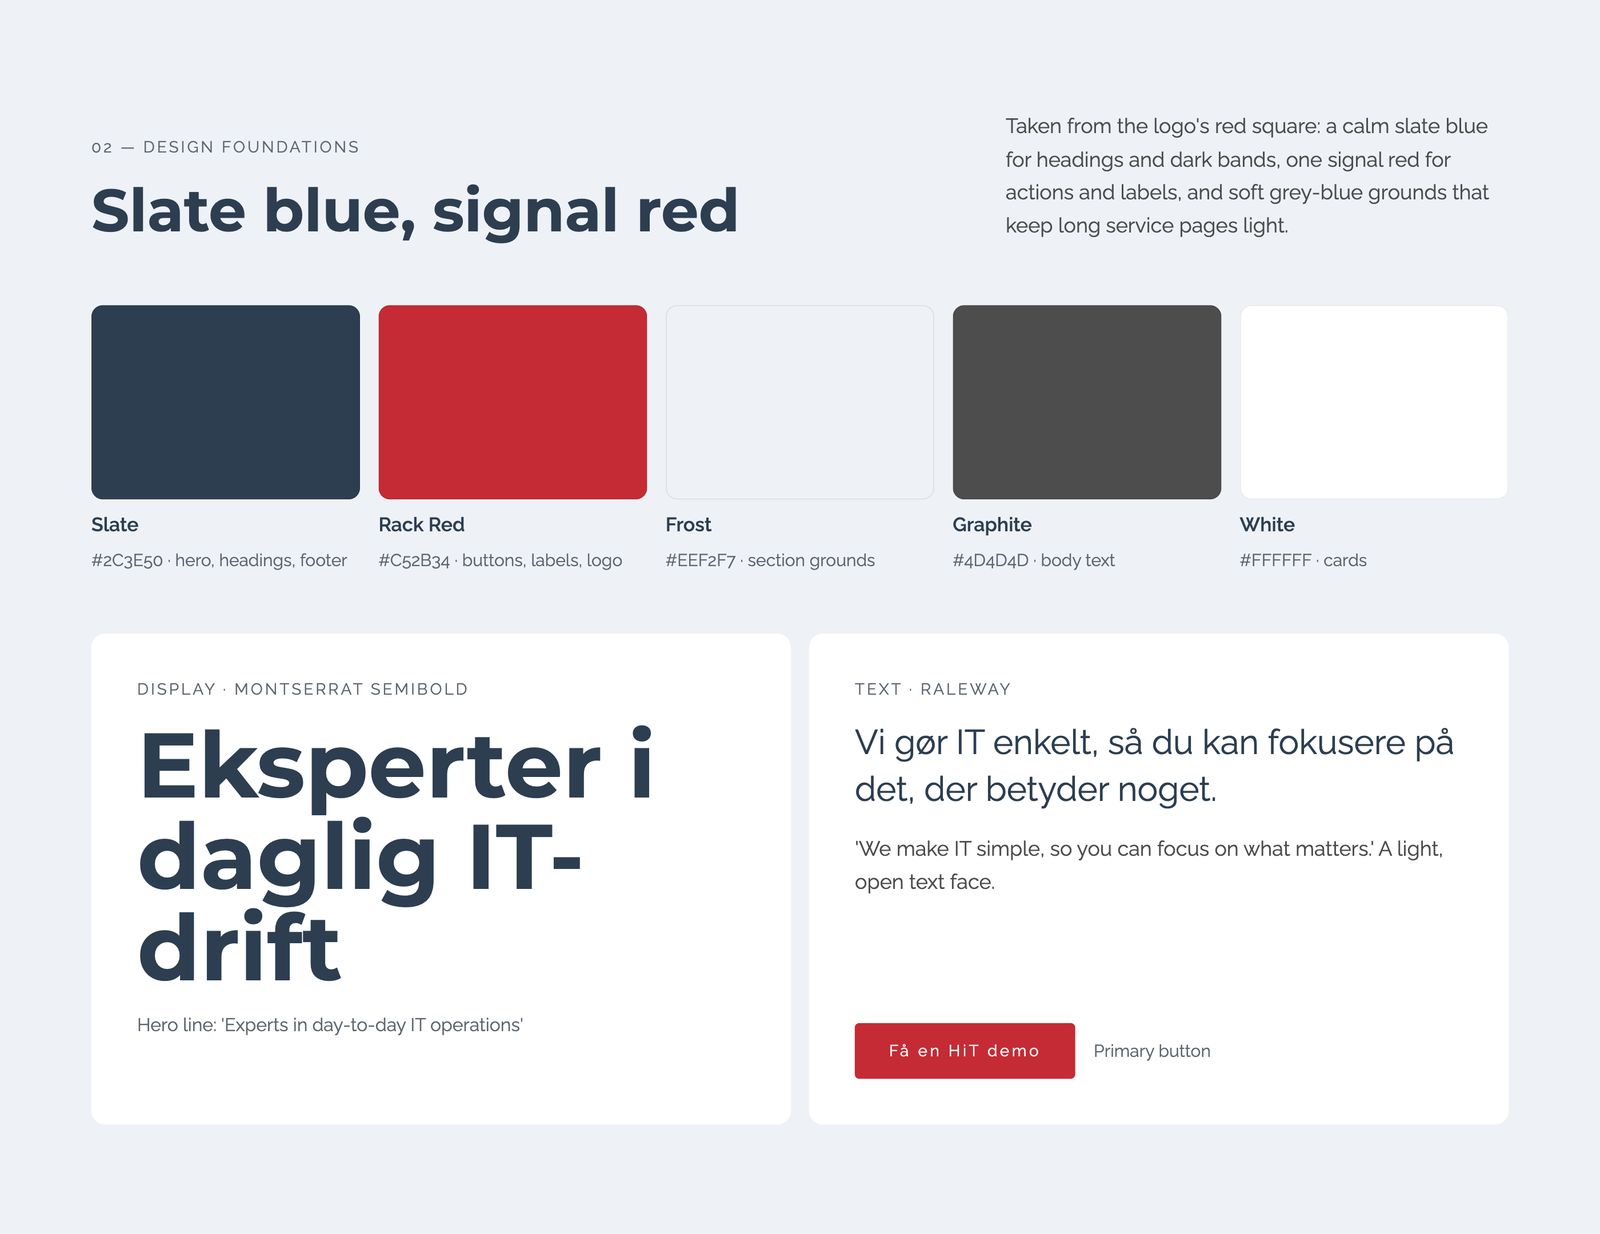 02 — DESIGN FOUNDATIONS
Slate blue, signal red
Taken from the logo's red square: a calm slate blue
for headings and dark bands, one signal red for
actions and labels, and soft grey-blue grounds that
keep long service pages light.
Slate
#2C3E50 · hero, headings, footer
Rack Red
#C52B34 · buttons, labels, logo
Frost
#EEF2F7 · section grounds
Graphite
#4D4D4D · body text
White
#FFFFFF · cards
DISPLAY · MONTSERRAT SEMIBOLD
Eksperter i
daglig IT-
drift
Hero line: 'Experts in day-to-day IT operations'
TEXT · RALEWAY
Vi gør IT enkelt, så du kan fokusere på
det, der betyder noget.
'We make IT simple, so you can focus on what matters.' A light,
open text face.
Få en HiT demo
Primary button